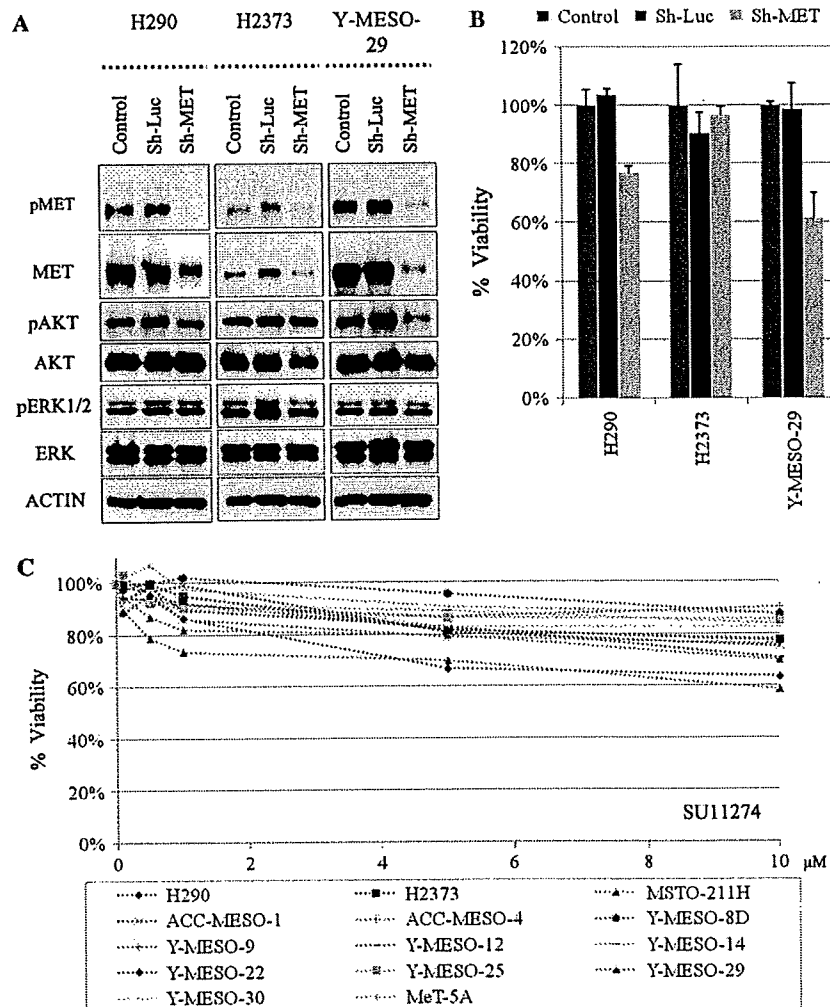 A
H290 H2373 Y-MESO-
29
Control Sh-Luc Sh-MET Control Sh-Luc Sh-MET Control Sh-Luc Sh-MET
pMET
MET
pAKT
AKT
pERK1/2
ERK
ACTIN
B
Control Sh-Luc Sh-MET
120%
100%
80%
60%
40%
20%
0%
% Viability
H290 H2373 Y-MESO-29
C
100%
80%
60%
40%
20%
0%
% Viability
SU11274
0 2 4 6 8 10 µM
H290 H2373 MSTO-211H
ACC-MESO-1 ACC-MESO-4 Y-MESO-8D
Y-MESO-9 Y-MESO-12 Y-MESO-14
Y-MESO-22 Y-MESO-25 Y-MESO-29
Y-MESO-30 MeT-5A